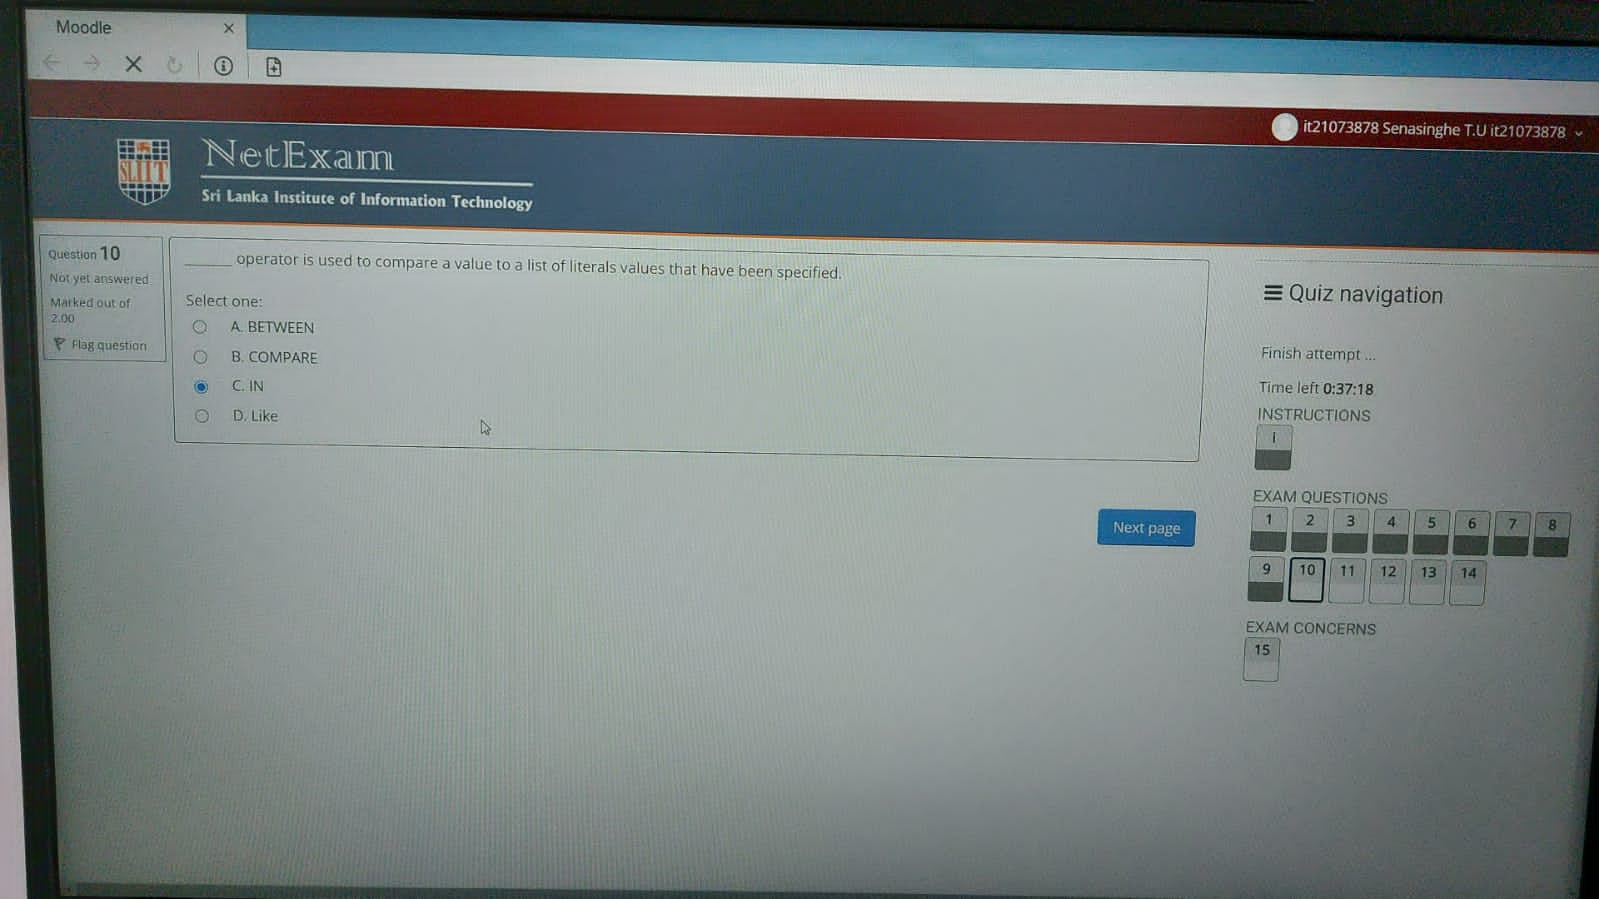 Moodle
it21073878 Senasinghe T.U it21073878
SLIIT
NetExam
Sri Lanka Institute of Information Technology
Question 10
Not yet answered
Marked out of
2.00
Flag question
______ operator is used to compare a value to a list of literals values that have been specified.
Select one:
A. BETWEEN
B. COMPARE
C. IN
D. Like
Next page
Quiz navigation
Finish attempt ...
Time left 0:37:18
INSTRUCTIONS
i
EXAM QUESTIONS
1 2 3 4 5 6 7 8
9 10 11 12 13 14
EXAM CONCERNS
15